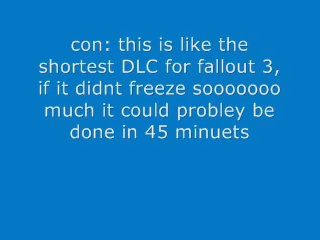 con: this is like the
shortest DLC for fallout 3,
if it didnt freeze sooooooo
much it could probley be
done in 45 minuets